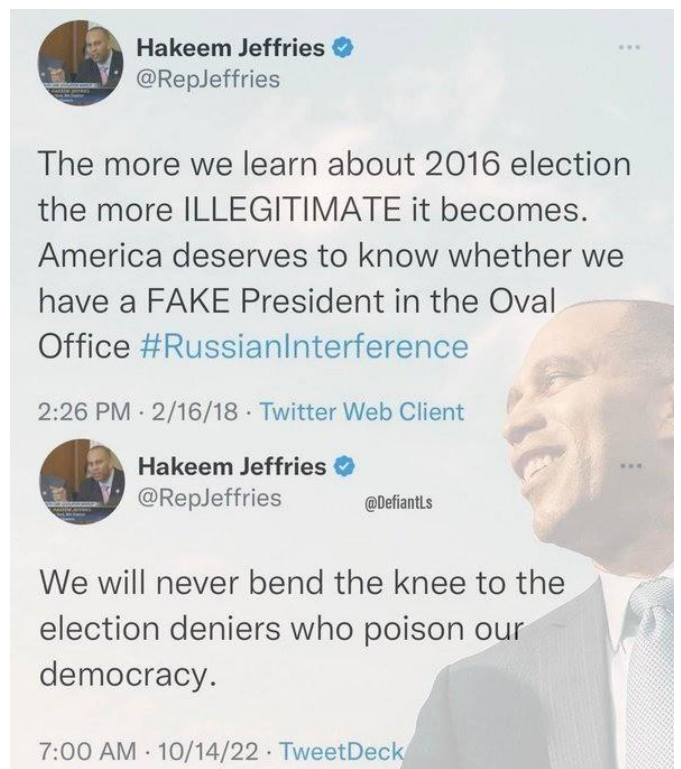 Hakeem Jeffries
@RepJeffries
The more we learn about 2016 election
the more ILLEGITIMATE it becomes.
America deserves to know whether we
have a FAKE President in the Oval
Office #RussianInterference
2:26 PM · 2/16/18 · Twitter Web Client
Hakeem Jeffries
@RepJeffries
@DefiantLs
We will never bend the knee to the
election deniers who poison our
democracy.
7:00 AM · 10/14/22 · TweetDeck